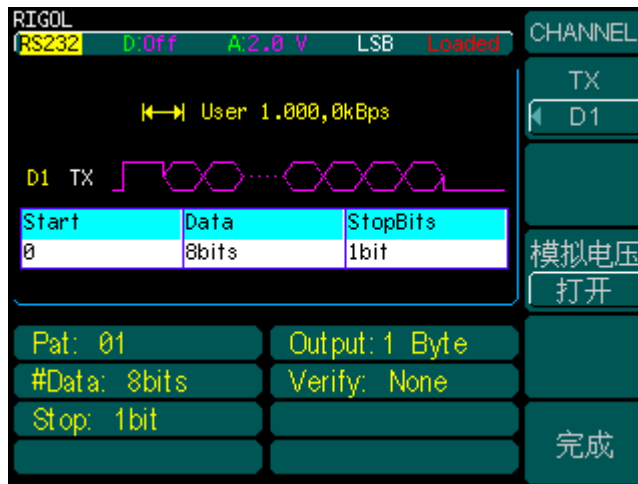 RIGOL
RS232 D:Off A:2.0 V LSB Loaded
CHANNEL
TX
D1
User 1.000,0kBps
D1 TX
Start Data StopBits
0 8bits 1bit
模拟电压
打开
Pat: 01 Output: 1 Byte
#Data: 8bits Verify: None
Stop: 1bit
完成